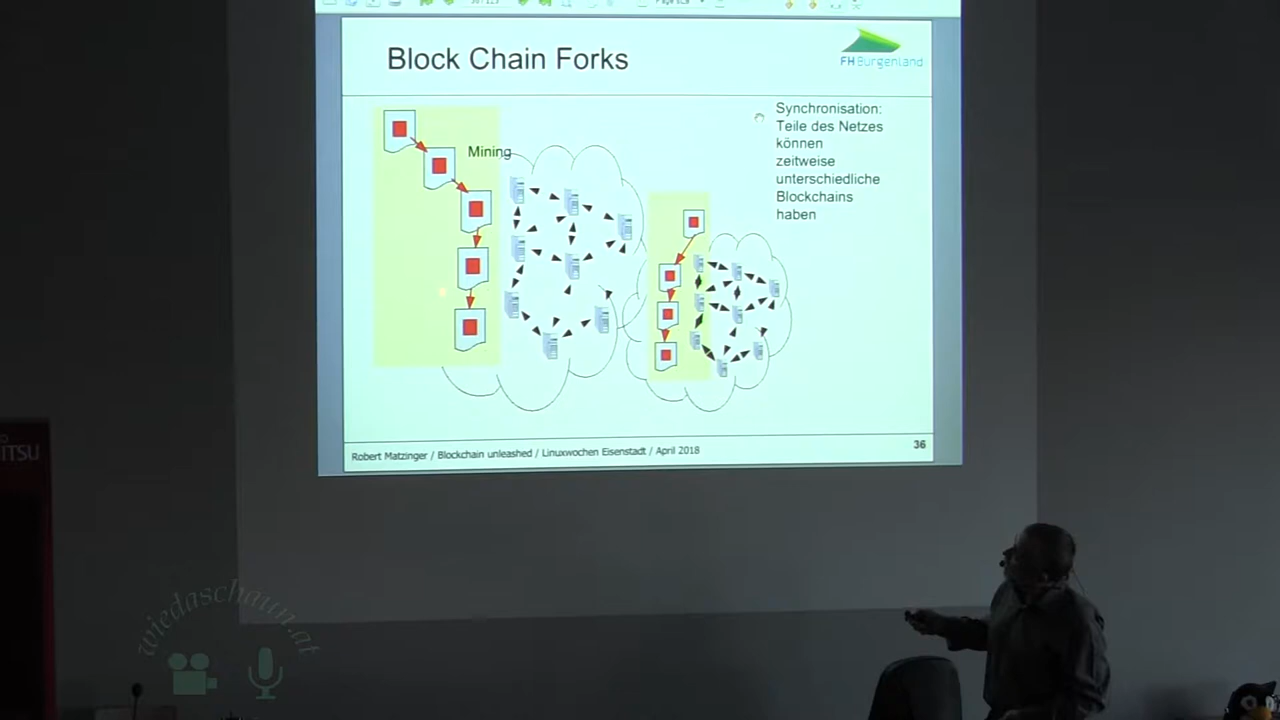 Block Chain Forks
FH Burgenland
Synchronisation:
Teile des Netzes
können
zeitweise
unterschiedliche
Blockchains
haben
Mining
Robert Matzinger / Blockchain unleashed / Linuxwochen Eisenstadt / April 2018
36
ITSU
wiedaschaun.at